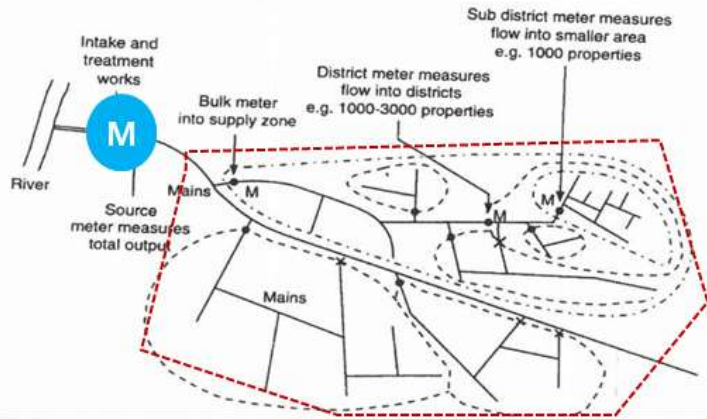 Intake and
treatment
works
M
River
Source
meter measures
total output
Bulk meter
into supply zone
Mains
M
District meter measures
flow into districts
e.g. 1000-3000 properties
M
Sub district meter measures
flow into smaller area
e.g. 1000 properties
M
Mains